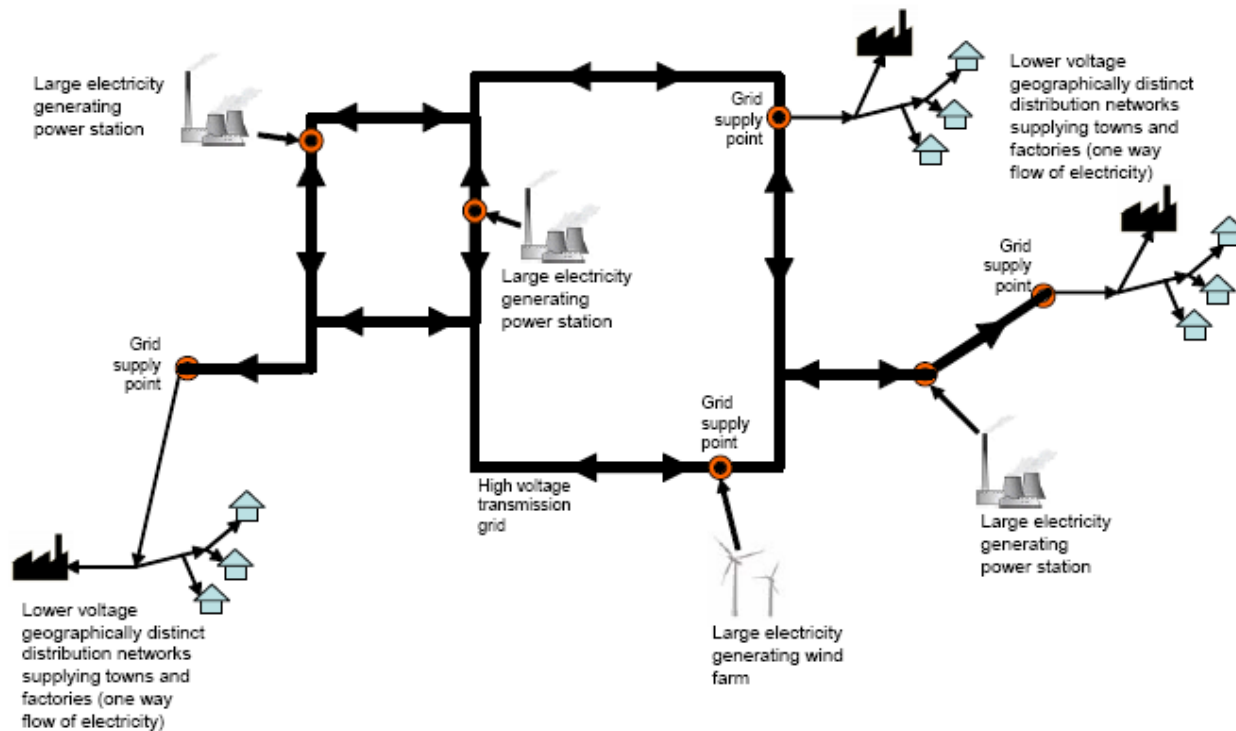 Large electricity
generating
power station
Grid
supply
point
Lower voltage
geographically distinct
distribution networks
supplying towns and
factories (one way
flow of electricity)
Large electricity
generating
power station
Grid
supply
point
Grid
supply
point
Grid
supply
point
High voltage
transmission
grid
Large electricity
generating
power station
Large electricity
generating wind
farm
Lower voltage
geographically distinct
distribution networks
supplying towns and
factories (one way
flow of electricity)